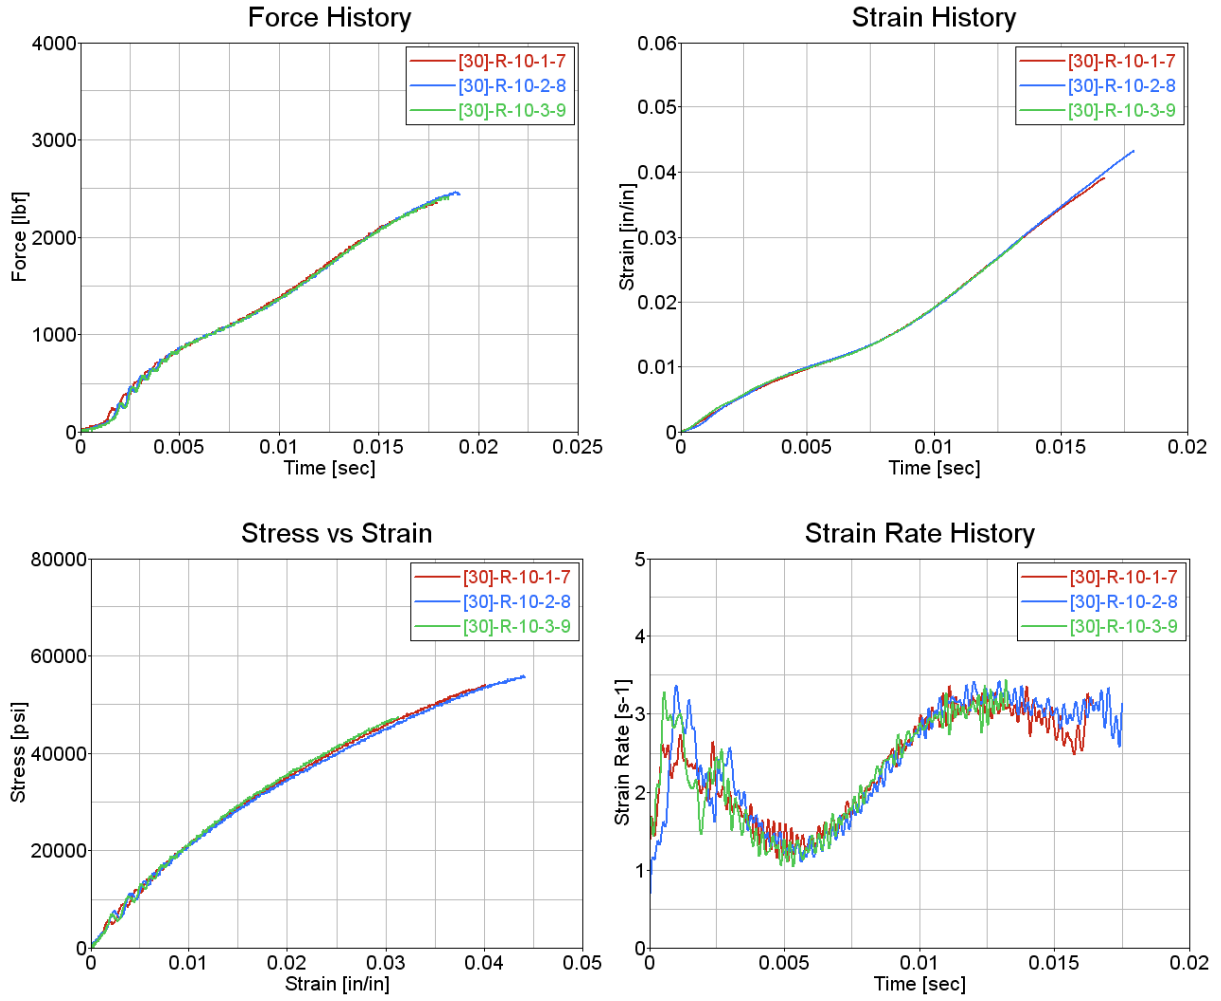 Force History
4000
3000
2000
1000
0
Force [lbf]
[30]-R-10-1-7
[30]-R-10-2-8
[30]-R-10-3-9
0 0.005 0.01 0.015 0.02 0.025
Time [sec]
Strain History
0.06
0.05
0.04
0.03
0.02
0.01
0
Strain [in/in]
[30]-R-10-1-7
[30]-R-10-2-8
[30]-R-10-3-9
0 0.005 0.01 0.015 0.02
Time [sec]
Stress vs Strain
80000
60000
40000
20000
0
Stress [psi]
[30]-R-10-1-7
[30]-R-10-2-8
[30]-R-10-3-9
0 0.01 0.02 0.03 0.04 0.05
Strain [in/in]
Strain Rate History
5
4
3
2
1
0
Strain Rate [s-1]
[30]-R-10-1-7
[30]-R-10-2-8
[30]-R-10-3-9
0 0.005 0.01 0.015 0.02
Time [sec]